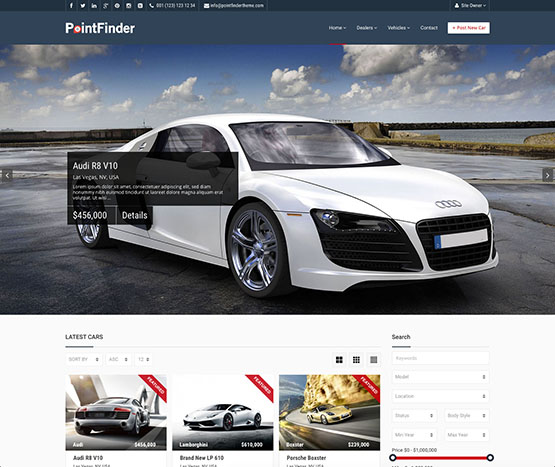 001 (123) 123 12 34 info@pointfindertheme.com Site Owner
PointFinder
Home Dealers Vehicles Contact + Post New Car
Audi R8 V10
Las Vegas, NV, USA
Lorem ipsum dolor sit amet, consectetuer adipiscing elit, sed diam
nonummy nibh euismod tincidunt ut laoreet dolore magna aliquam erat
volutpat. Ut wisi ...
$456,000 Details
LATEST CARS
SORT BY ASC 12
FEATURED
Audi $456,000
Audi R8 V10
FEATURED
Lamborghini $610,000
Brand New LP 610
FEATURED
Boxster $239,000
Porsche Boxster
Search
Keywords
Model
Location
Status Body Style
Min Year Max Year
Price $0 - $1,000,000